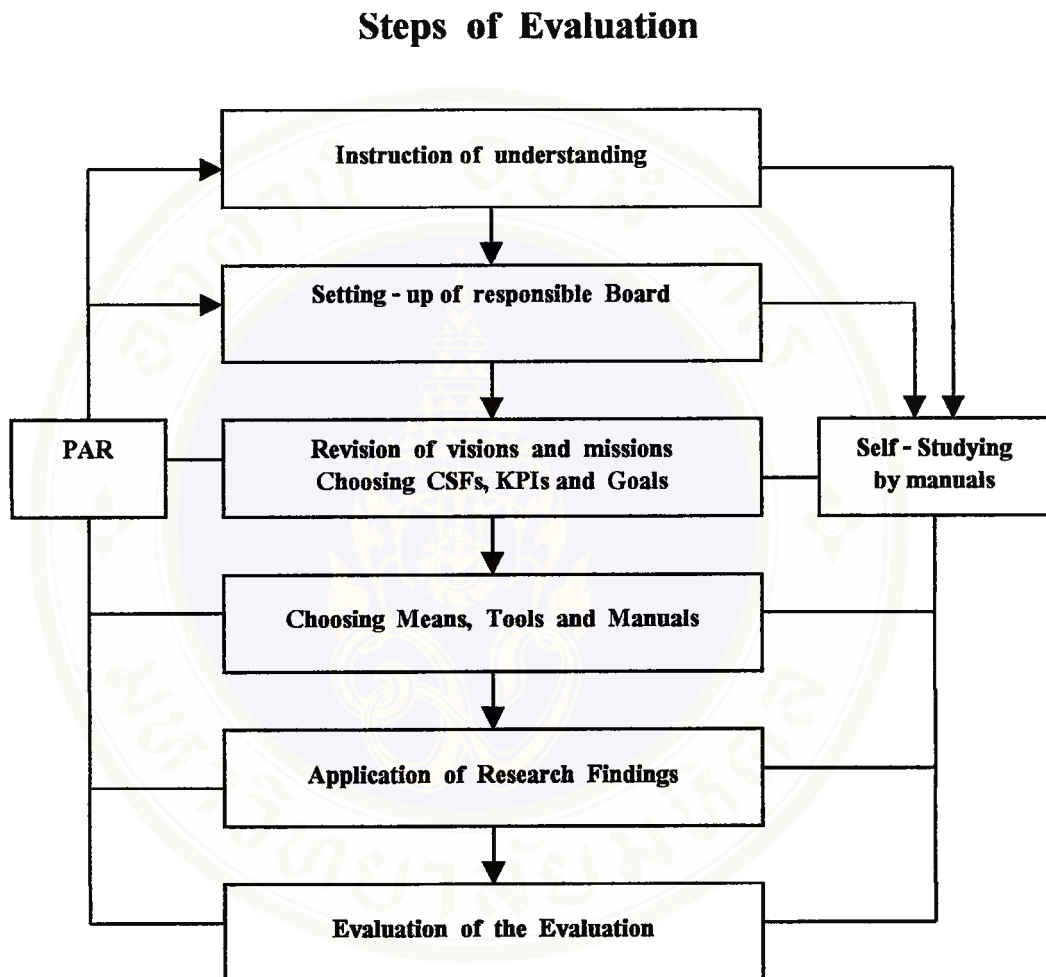 Steps of Evaluation
Instruction of understanding
Setting - up of responsible Board
PAR
Revision of visions and missions
Choosing CSFs, KPIs and Goals
Self - Studying
by manuals
Choosing Means, Tools and Manuals
Application of Research Findings
Evaluation of the Evaluation